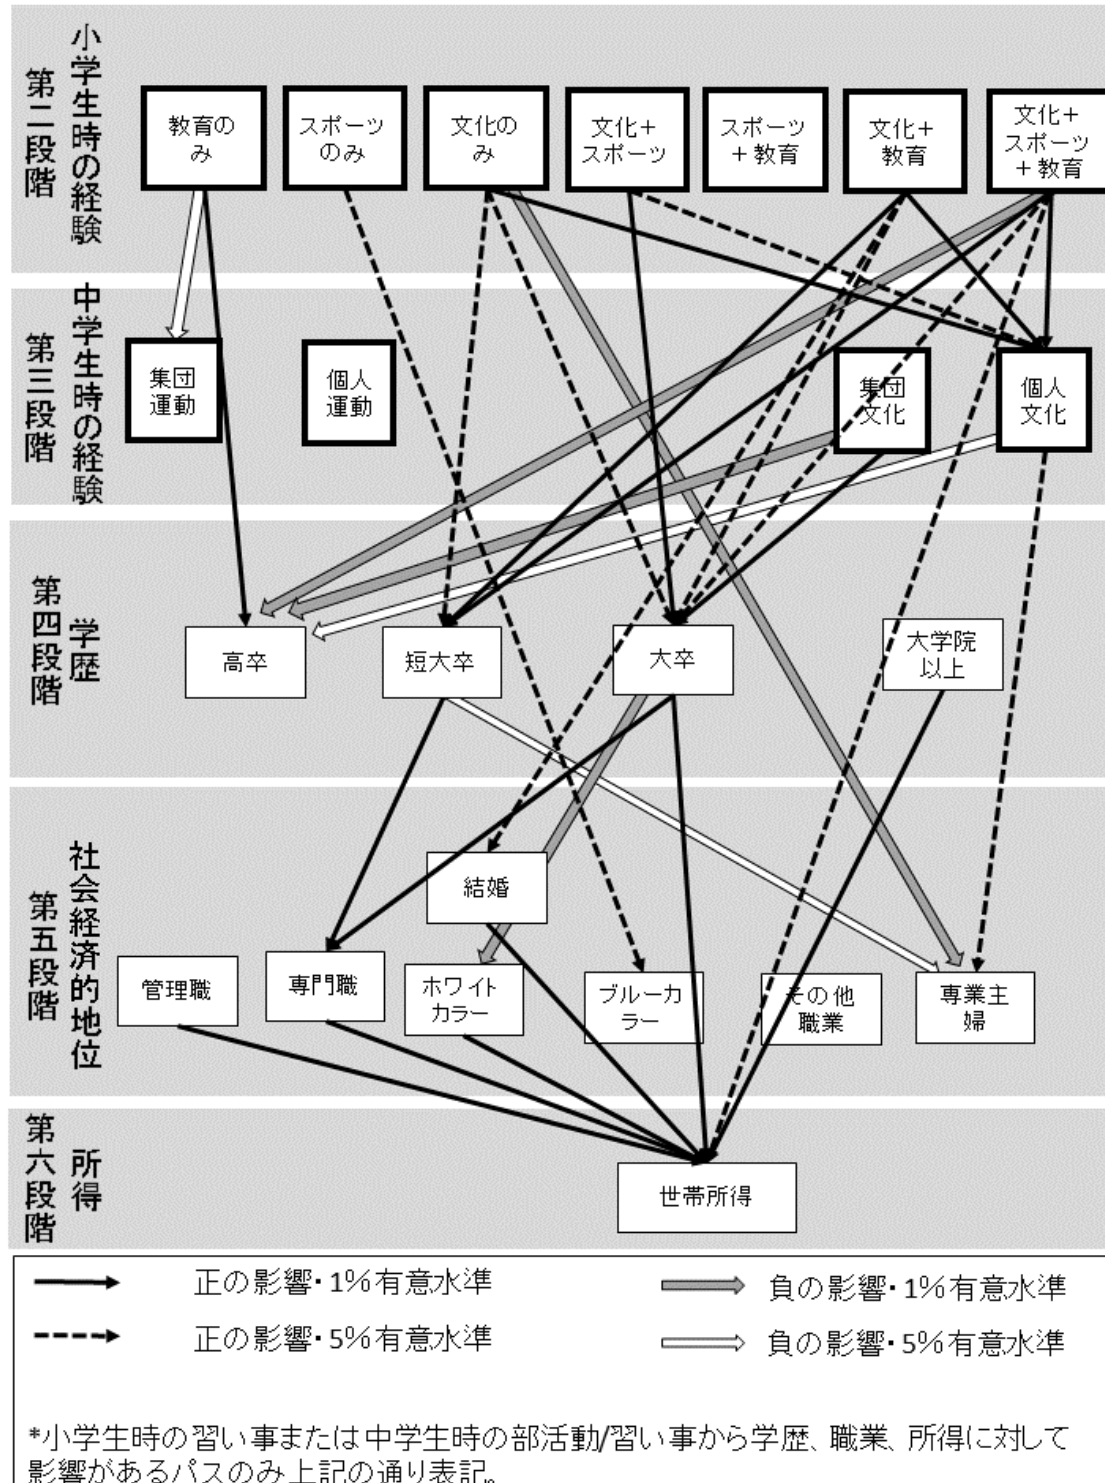 第二段階
小学生時の経験
教育の
み
スポーツ
のみ
文化の
み
文化＋
スポーツ
スポーツ
＋教育
文化＋
教育
文化＋
スポーツ
＋教育
第三段階
中学生時の経験
集団
運動
個人
運動
集団
文化
個人
文化
第四段階
学歴
高卒
短大卒
大卒
大学院
以上
第五段階
社会経済的地位
結婚
管理職
専門職
ホワイト
カラー
ブルーカ
ラー
その他
職業
専業主
婦
第六段階
所得
世帯所得
正の影響・1％有意水準
負の影響・1％有意水準
正の影響・5％有意水準
負の影響・5％有意水準
*小学生時の習い事または中学生時の部活動/習い事から学歴、職業、所得に対して
影響があるパスのみ上記の通り表記。